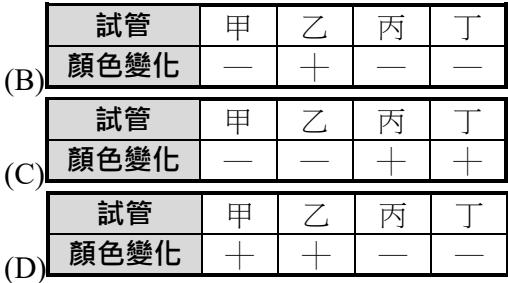 試管 甲 乙 丙 丁
(B) 顏色變化 — + — —
試管 甲 乙 丙 丁
(C) 顏色變化 — — + +
試管 甲 乙 丙 丁
(D) 顏色變化 + + — —